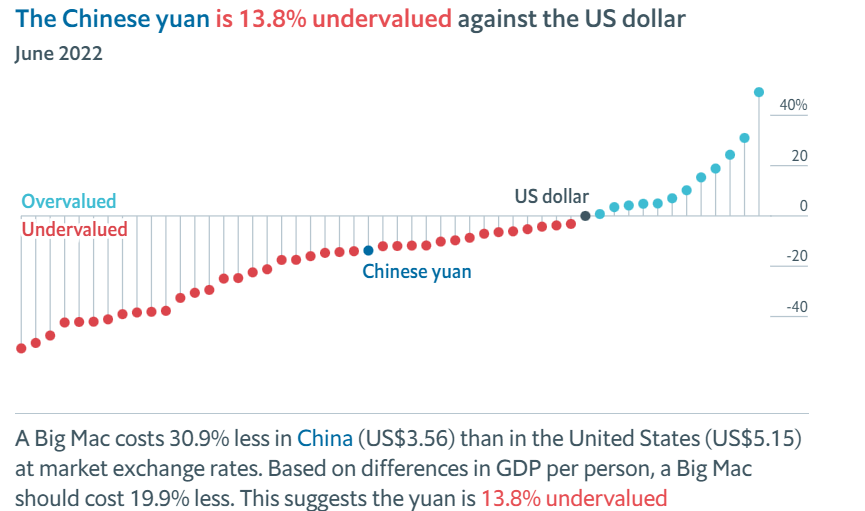 The Chinese yuan is 13.8% undervalued against the US dollar
June 2022
40%
20
Overvalued
US dollar
0
Undervalued
Chinese yuan
-20
-40
A Big Mac costs 30.9% less in China (US$3.56) than in the United States (US$5.15)
at market exchange rates. Based on differences in GDP per person, a Big Mac
should cost 19.9% less. This suggests the yuan is 13.8% undervalued